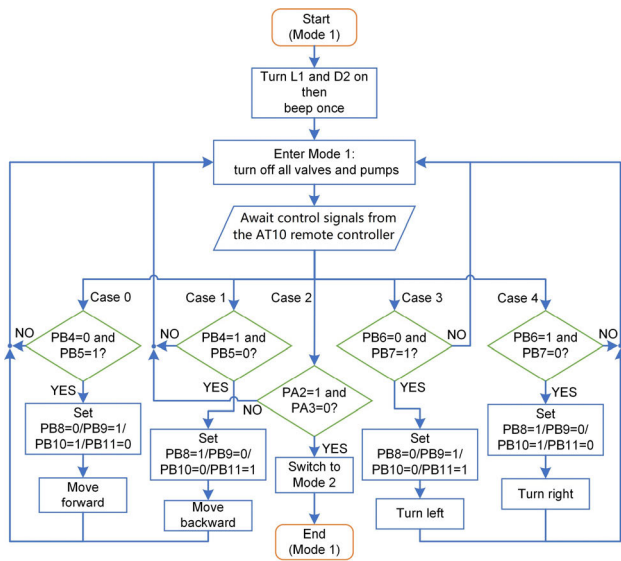 Start
(Mode 1)
Turn L1 and D2 on
then
beep once
Enter Mode 1:
turn off all valves and pumps
Await control signals from
the AT10 remote controller
Case 0
Case 1
Case 2
Case 3
Case 4
NO
PB4=0 and
PB5=1?
YES
NO
PB4=1 and
PB5=0?
YES
NO
PA2=1 and
PA3=0?
YES
PB6=0 and
PB7=1?
NO
YES
PB6=1 and
PB7=0?
NO
YES
Set
PB8=0/PB9=1/
PB10=1/PB11=0
Move
forward
Set
PB8=1/PB9=0/
PB10=0/PB11=1
Move
backward
Switch to
Mode 2
End
(Mode 1)
Set
PB8=0/PB9=1/
PB10=0/PB11=1
Turn left
Set
PB8=1/PB9=0/
PB10=1/PB11=0
Turn right